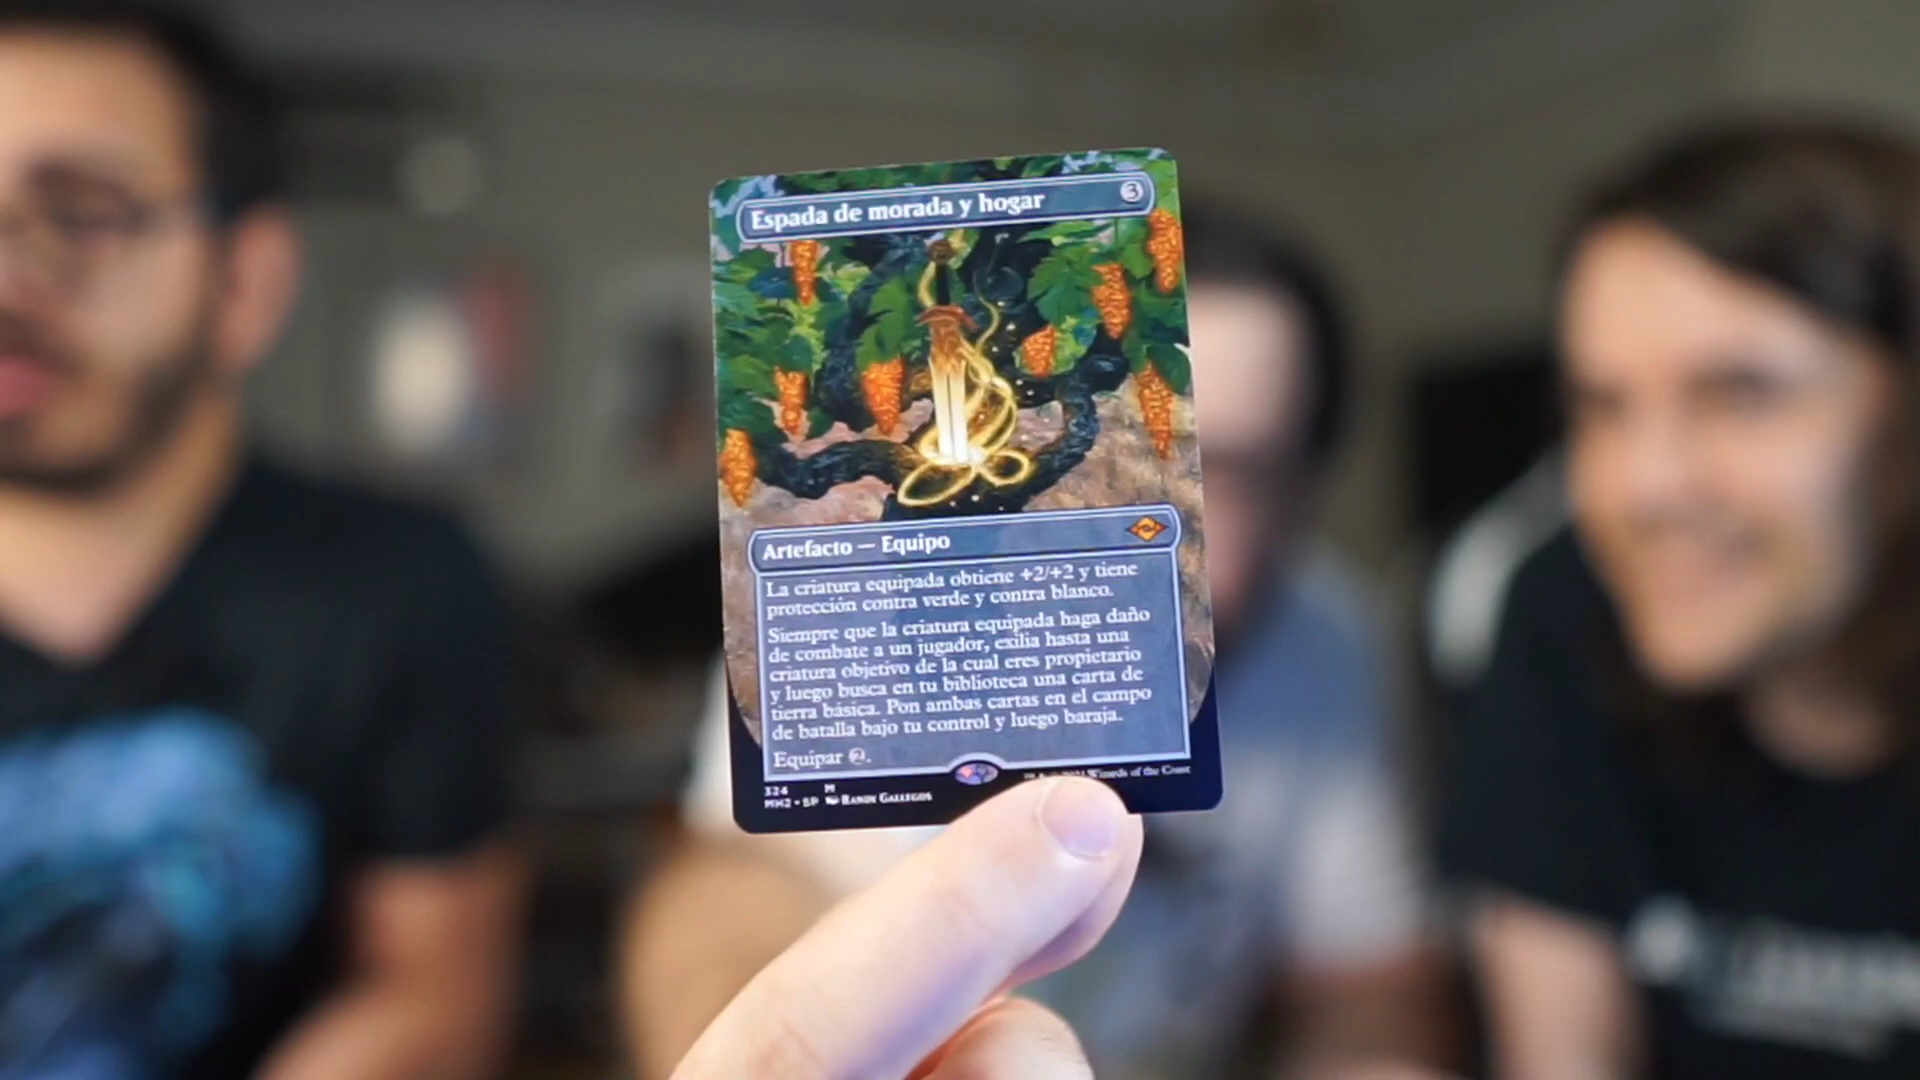 Espada de morada y hogar 3
Artefacto — Equipo
La criatura equipada obtiene +2/+2 y tiene
protección contra verde y contra blanco.
Siempre que la criatura equipada haga daño
de combate a un jugador, exilia hasta una
criatura objetivo de la cual eres propietario
y luego busca en tu biblioteca una carta de
tierra básica. Pon ambas cartas en el campo
de batalla bajo tu control y luego baraja.
Equipar 2.
324 M
MH2 • SP Randy Gallegos
Wizards of the Coast